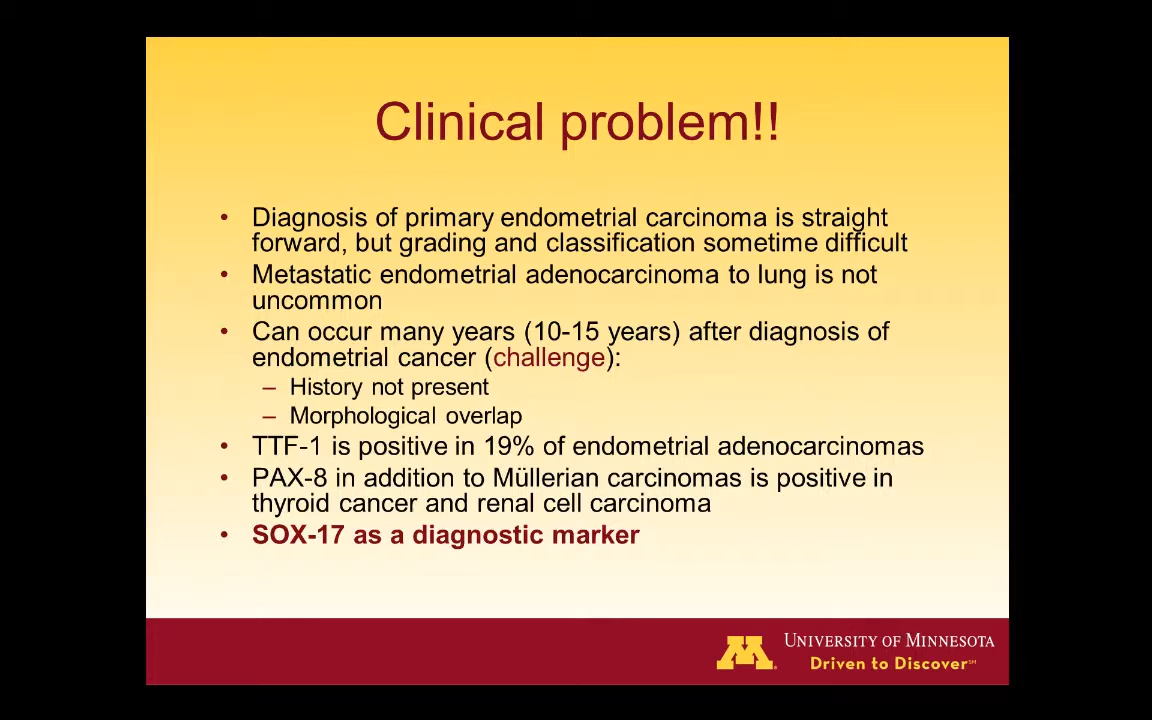 Clinical problem!!
• Diagnosis of primary endometrial carcinoma is straight
forward, but grading and classification sometime difficult
• Metastatic endometrial adenocarcinoma to lung is not
uncommon
• Can occur many years (10-15 years) after diagnosis of
endometrial cancer (challenge):
– History not present
– Morphological overlap
• TTF-1 is positive in 19% of endometrial adenocarcinomas
• PAX-8 in addition to Müllerian carcinomas is positive in
thyroid cancer and renal cell carcinoma
• SOX-17 as a diagnostic marker
M
UNIVERSITY OF MINNESOTA
Driven to Discover℠